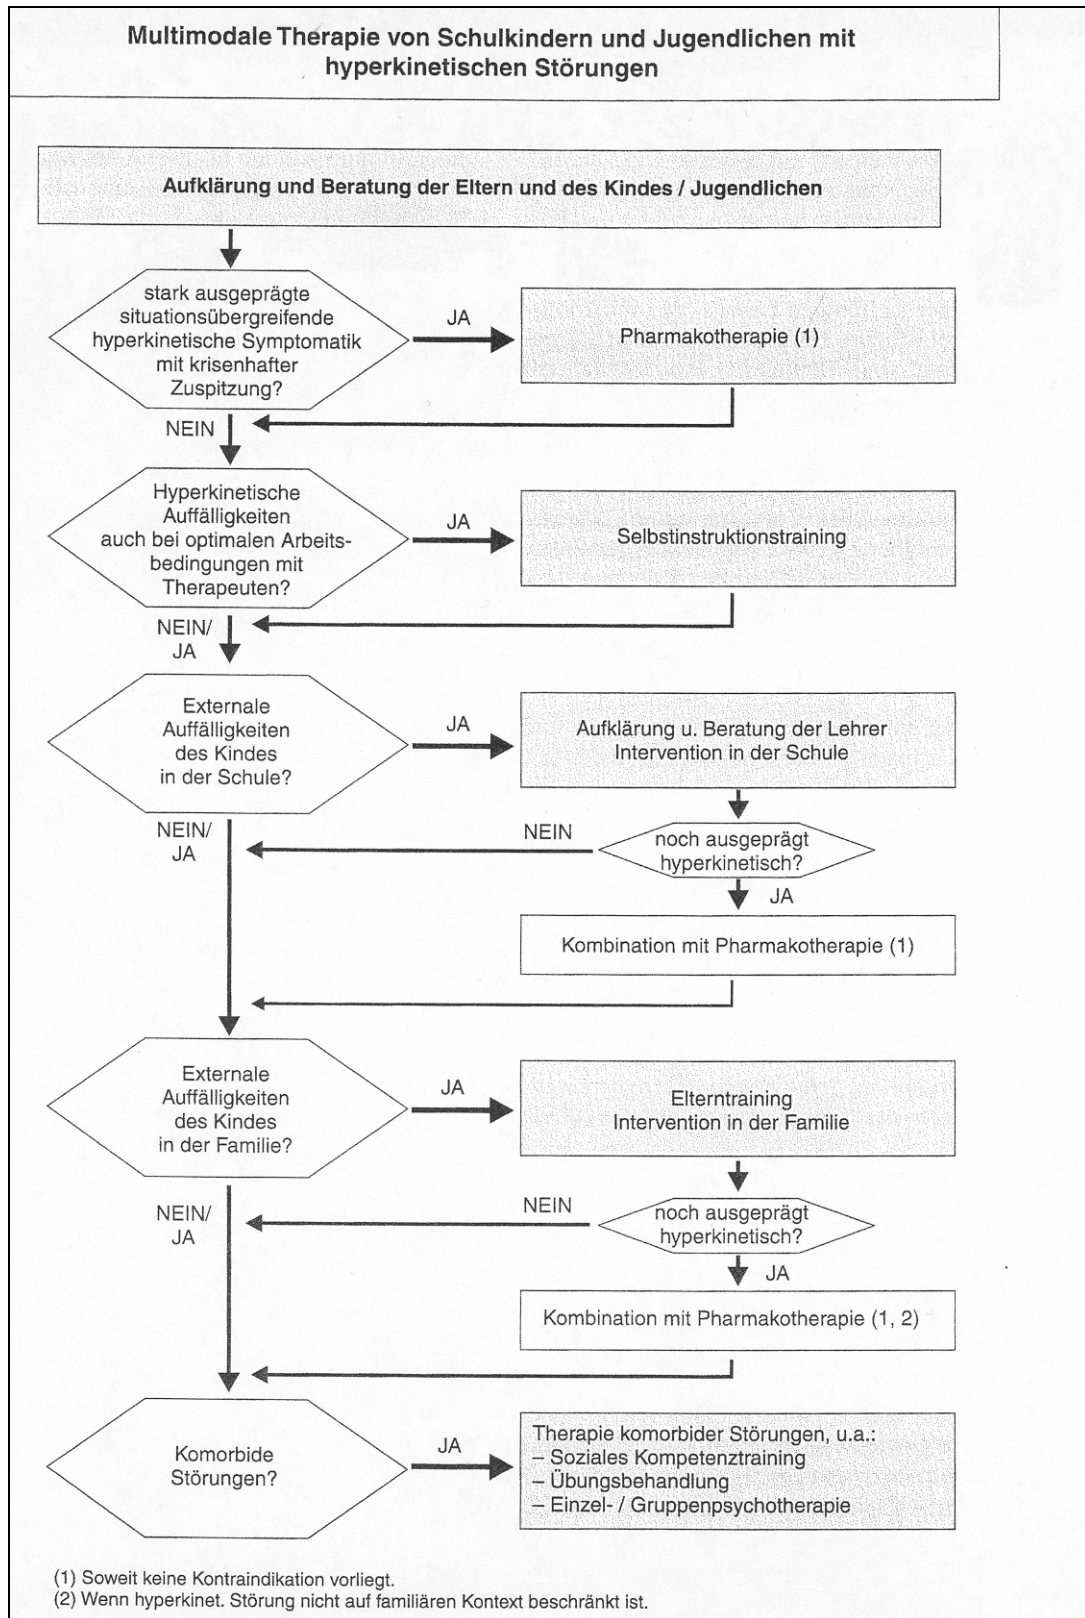 Multimodale Therapie von Schulkindern und Jugendlichen mit
hyperkinetischen Störungen
Aufklärung und Beratung der Eltern und des Kindes / Jugendlichen
stark ausgeprägte
situationsübergreifende
hyperkinetische Symptomatik
mit krisenhafter
Zuspitzung?
JA
Pharmakotherapie (1)
NEIN
Hyperkinetische
Auffälligkeiten
auch bei optimalen Arbeits-
bedingungen mit
Therapeuten?
JA
Selbstinstruktionstraining
NEIN/
JA
Externale
Auffälligkeiten
des Kindes
in der Schule?
JA
Aufklärung u. Beratung der Lehrer
Intervention in der Schule
NEIN/
JA
NEIN
noch ausgeprägt
hyperkinetisch?
JA
Kombination mit Pharmakotherapie (1)
Externale
Auffälligkeiten
des Kindes
in der Familie?
JA
Elterntraining
Intervention in der Familie
NEIN/
JA
NEIN
noch ausgeprägt
hyperkinetisch?
JA
Kombination mit Pharmakotherapie (1, 2)
Komorbide
Störungen?
JA
Therapie komorbider Störungen, u.a.:
– Soziales Kompetenztraining
– Übungsbehandlung
– Einzel- / Gruppenpsychotherapie
(1) Soweit keine Kontraindikation vorliegt.
(2) Wenn hyperkinet. Störung nicht auf familiären Kontext beschränkt ist.